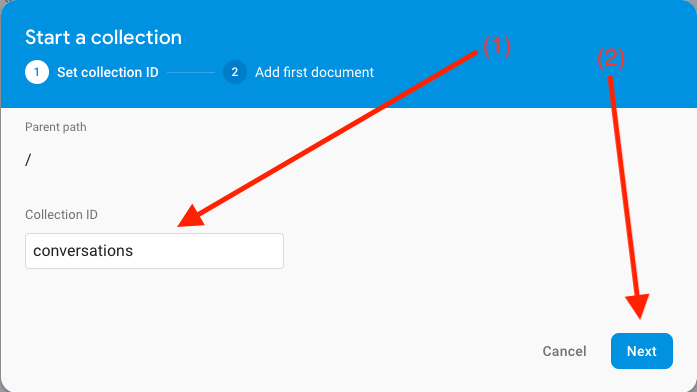 Start a collection
(1)
(2)
1 Set collection ID 2 Add first document
Parent path
/
Collection ID
conversations
Cancel Next